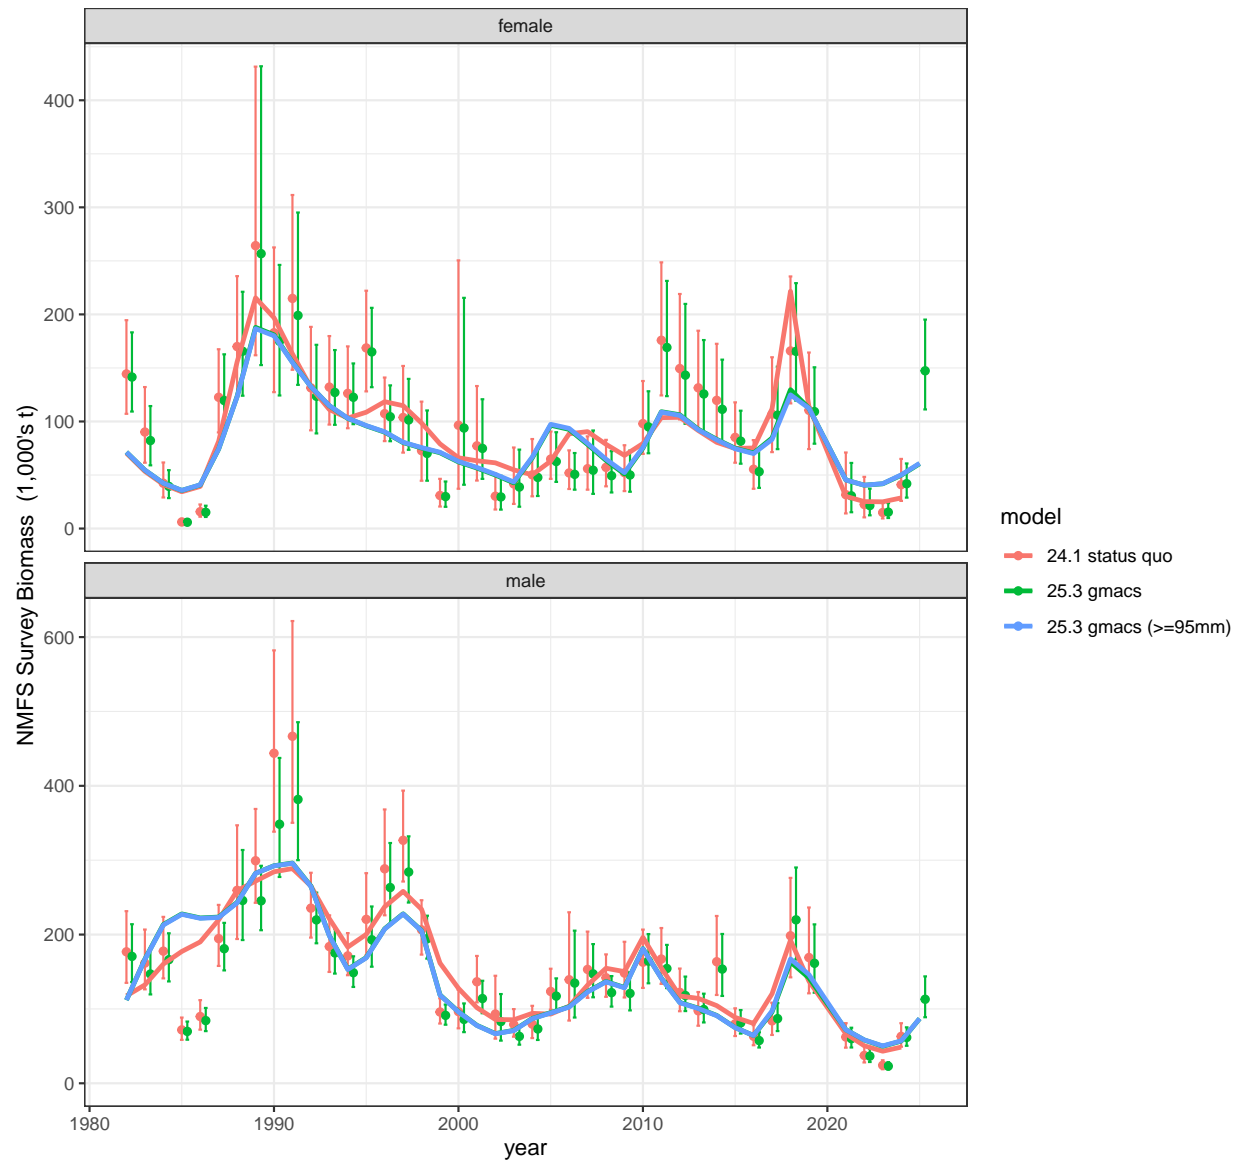 female
400
300
200
100
0
male
600
400
200
0
NMFS Survey Biomass (1,000's t)
1980
1990
2000
2010
2020
year
model
24.1 status quo
25.3 gmacs
25.3 gmacs (>=95mm)